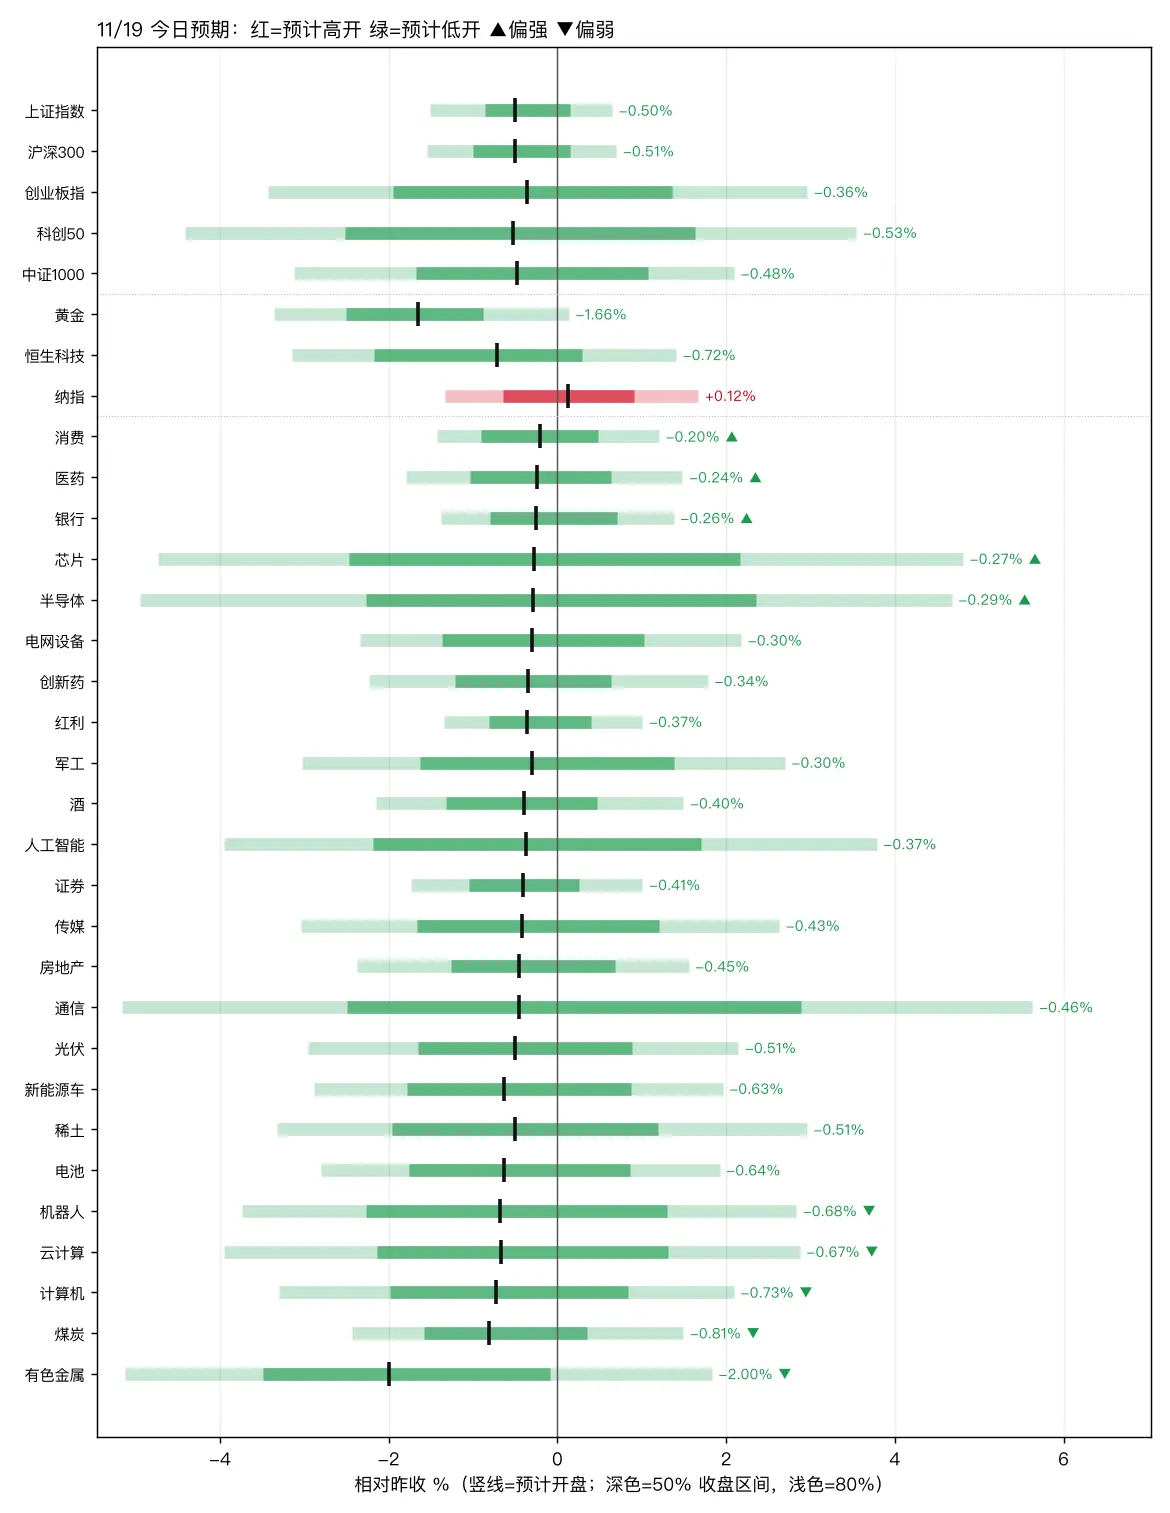 11/19 今日预期：红=预计高开 绿=预计低开 ▲偏强 ▼偏弱
上证指数 −0.50%
沪深300 −0.51%
创业板指 −0.36%
科创50 −0.53%
中证1000 −0.48%
黄金 −1.66%
恒生科技 −0.72%
纳指 +0.12%
消费 −0.20% ▲
医药 −0.24% ▲
银行 −0.26% ▲
芯片 −0.27% ▲
半导体 −0.29% ▲
电网设备 −0.30%
创新药 −0.34%
红利 −0.37%
军工 −0.30%
酒 −0.40%
人工智能 −0.37%
证券 −0.41%
传媒 −0.43%
房地产 −0.45%
通信 −0.46%
光伏 −0.51%
新能源车 −0.63%
稀土 −0.51%
电池 −0.64%
机器人 −0.68% ▼
云计算 −0.67% ▼
计算机 −0.73% ▼
煤炭 −0.81% ▼
有色金属 −2.00% ▼
−4 −2 0 2 4 6
相对昨收 %（竖线=预计开盘；深色=50% 收盘区间，浅色=80%）